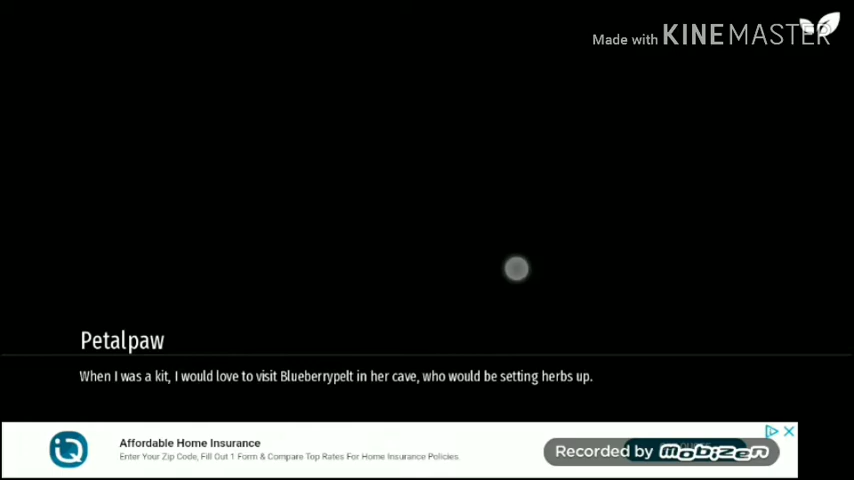 Made with KINEMASTER
Petalpaw
When I was a kit, I would love to visit Blueberrypelt in her cave, who would be setting herbs up.
Affordable Home Insurance
Enter Your Zip Code, Fill Out 1 Form & Compare Top Rates For Home Insurance Policies.
Recorded by mobizen